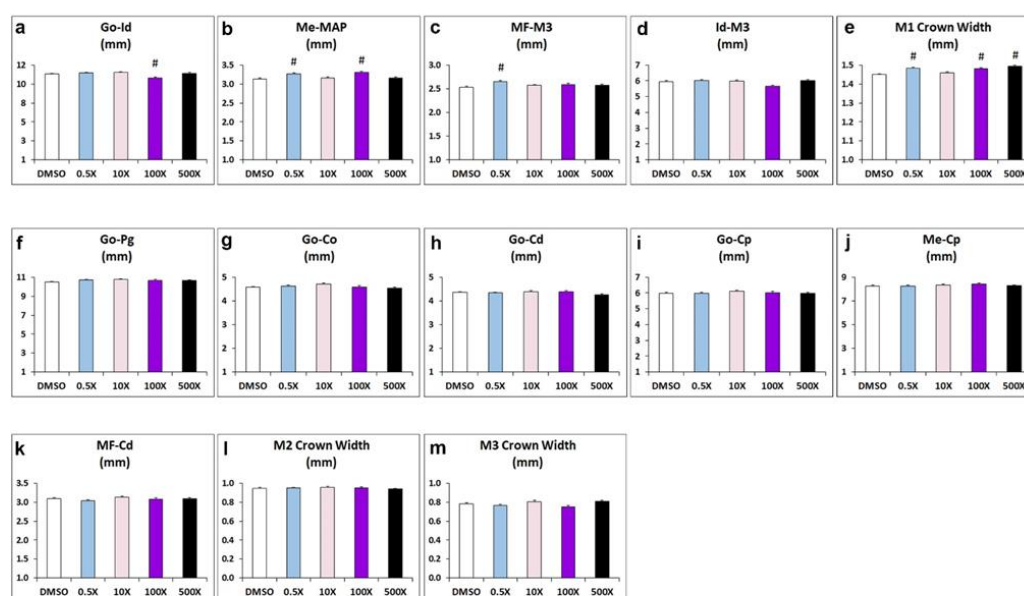 a Go-Id (mm)
12
10
8
5
3
1
#
DMSO 0.5X 10X 100X 500X
b Me-MAP (mm)
3.5
3.0
2.5
2.0
1.5
1.0
# #
DMSO 0.5X 10X 100X 500X
c MF-M3 (mm)
3.0
2.5
2.0
1.5
1.0
#
DMSO 0.5X 10X 100X 500X
d Id-M3 (mm)
7
6
5
4
3
2
1
DMSO 0.5X 10X 100X 500X
e M1 Crown Width (mm)
1.5
1.4
1.3
1.2
1.1
1.0
# # #
DMSO 0.5X 10X 100X 500X
f Go-Pg (mm)
11
9
7
5
3
1
DMSO 0.5X 10X 100X 500X
g Go-Co (mm)
5
4
3
2
1
DMSO 0.5X 10X 100X 500X
h Go-Cd (mm)
5
4
3
2
1
DMSO 0.5X 10X 100X 500X
i Go-Cp (mm)
7
6
5
4
3
2
1
DMSO 0.5X 10X 100X 500X
j Me-Cp (mm)
9
7
5
3
1
DMSO 0.5X 10X 100X 500X
k MF-Cd (mm)
3.5
3.0
2.5
2.0
1.5
1.0
DMSO 0.5X 10X 100X 500X
l M2 Crown Width (mm)
1.0
0.8
0.6
0.4
0.2
0.0
DMSO 0.5X 10X 100X 500X
m M3 Crown Width (mm)
1.0
0.8
0.6
0.4
0.2
0.0
DMSO 0.5X 10X 100X 500X